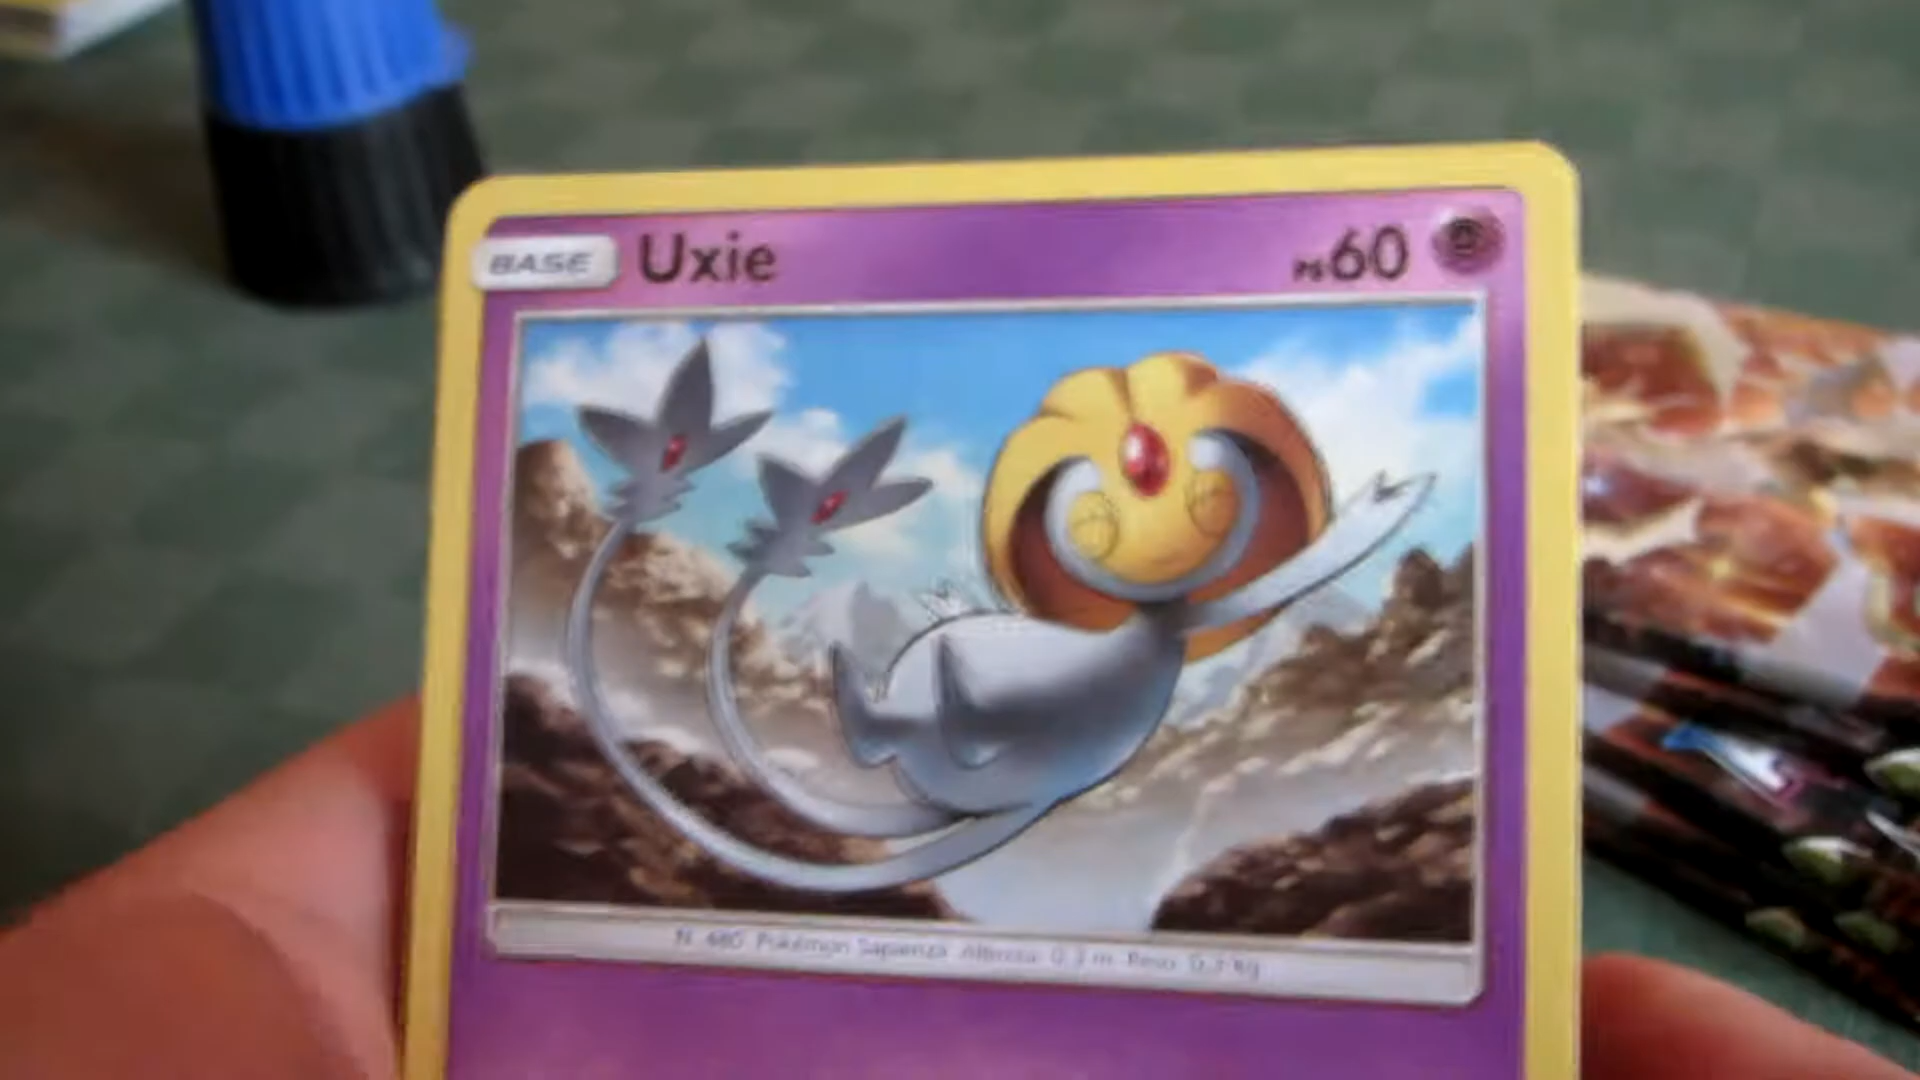 BASE Uxie PS60
N. 480 Pokémon Sapienza Altezza: 0.3 m Peso: 0.3 kg